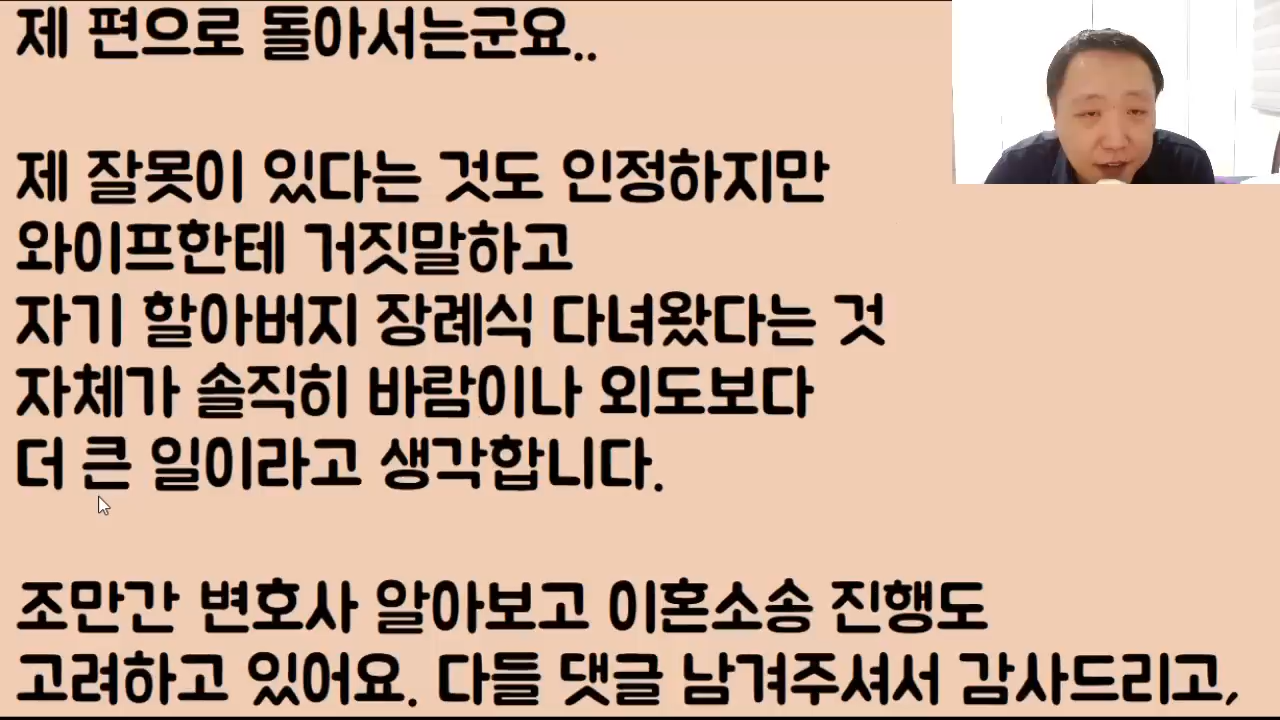 제 편으로 돌아서는군요..
제 잘못이 있다는 것도 인정하지만
와이프한테 거짓말하고
자기 할아버지 장례식 다녀왔다는 것
자체가 솔직히 바람이나 외도보다
더 큰 일이라고 생각합니다.
조만간 변호사 알아보고 이혼소송 진행도
고려하고 있어요. 다들 댓글 남겨주셔서 감사드리고,